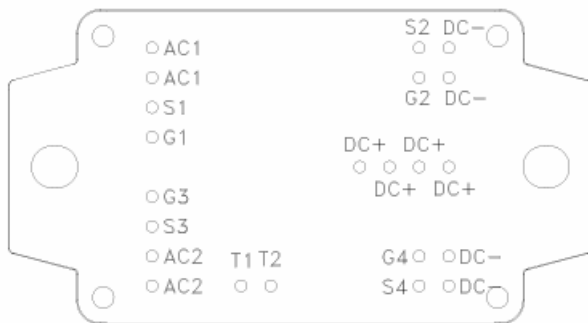 S2 DC-
AC1
AC1
S1
G2 DC-
G1
DC+ DC+
DC+ DC+
G3
S3
AC2 T1 T2 G4 DC-
AC2 S4 DC-